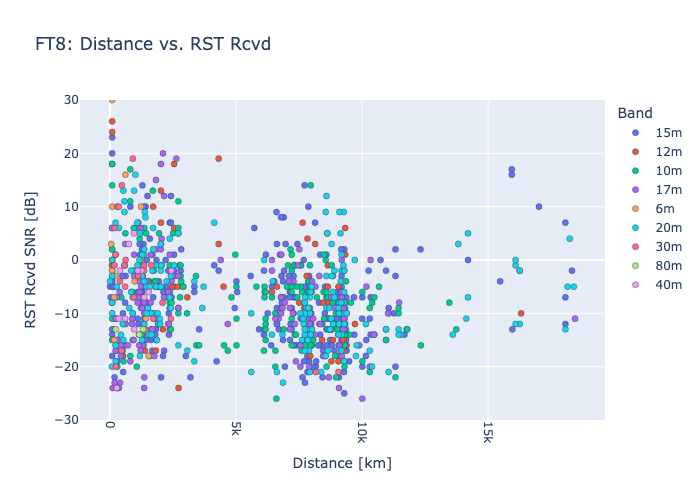 FT8: Distance vs. RST Rcvd
RST Rcvd SNR [dB]
30
20
10
0
−10
−20
−30
0
5k
10k
15k
Distance [km]
Band
15m
12m
10m
17m
6m
20m
30m
80m
40m